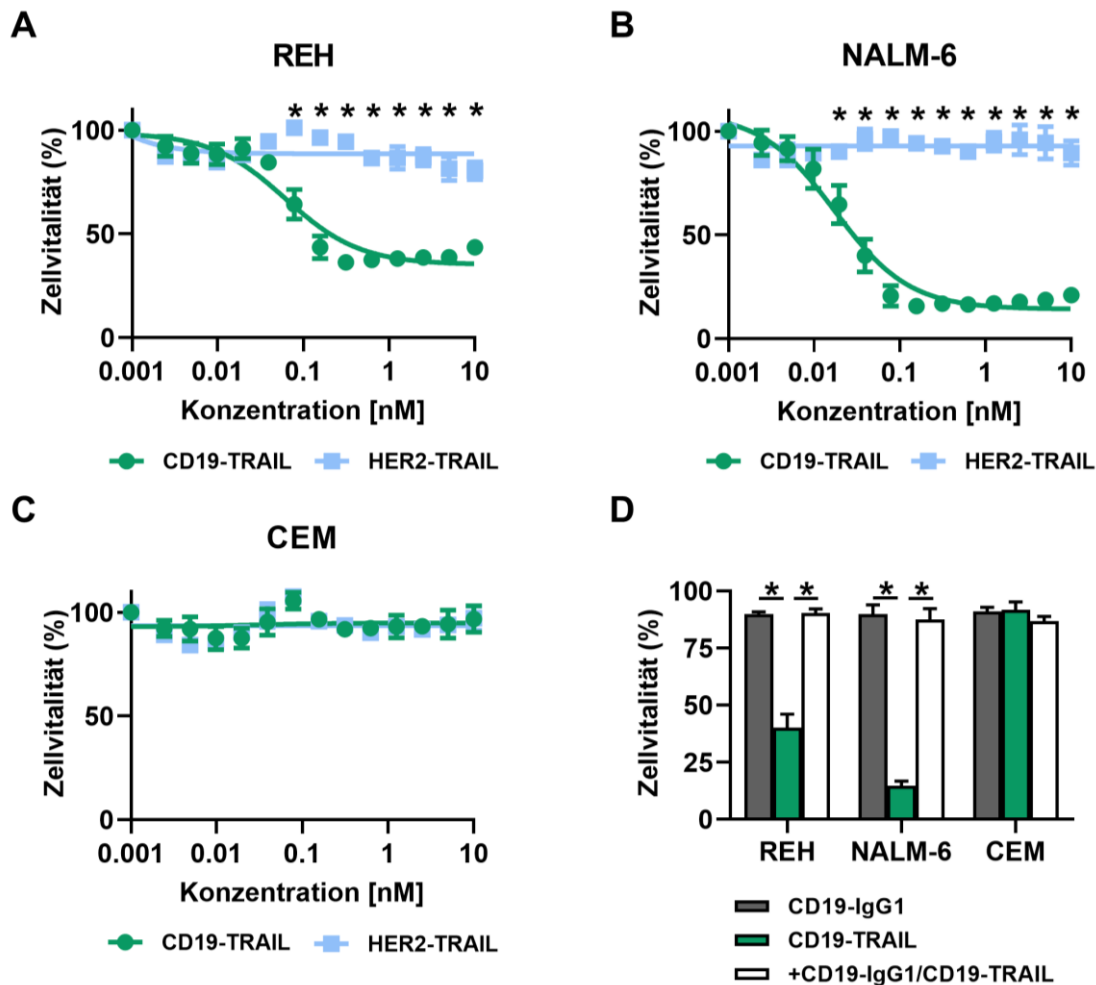 A
REH
* * * * * * * * *
Zellvitalität (%)
100
50
0
0.001 0.01 0.1 1 10
Konzentration [nM]
CD19-TRAIL HER2-TRAIL
B
NALM-6
* * * * * * * * * *
Zellvitalität (%)
100
50
0
0.001 0.01 0.1 1 10
Konzentration [nM]
CD19-TRAIL HER2-TRAIL
C
CEM
Zellvitalität (%)
100
50
0
0.001 0.01 0.1 1 10
Konzentration [nM]
CD19-TRAIL HER2-TRAIL
D
* * * *
Zellvitalität (%)
100
75
50
25
0
REH NALM-6 CEM
CD19-IgG1
CD19-TRAIL
+CD19-IgG1/CD19-TRAIL